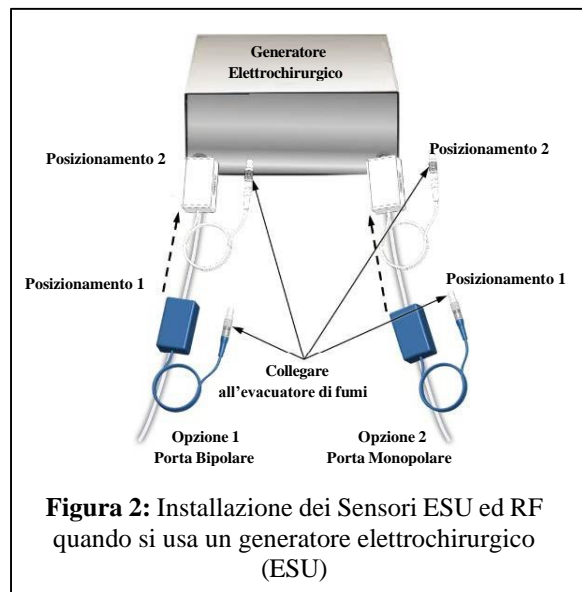 Generatore
Elettrochirurgico
Posizionamento 2
Posizionamento 2
Posizionamento 1
Posizionamento 1
Collegare
all'evacuatore di fumi
Opzione 1
Porta Bipolare
Opzione 2
Porta Monopolare
Figura 2: Installazione dei Sensori ESU ed RF
quando si usa un generatore elettrochirurgico
(ESU)